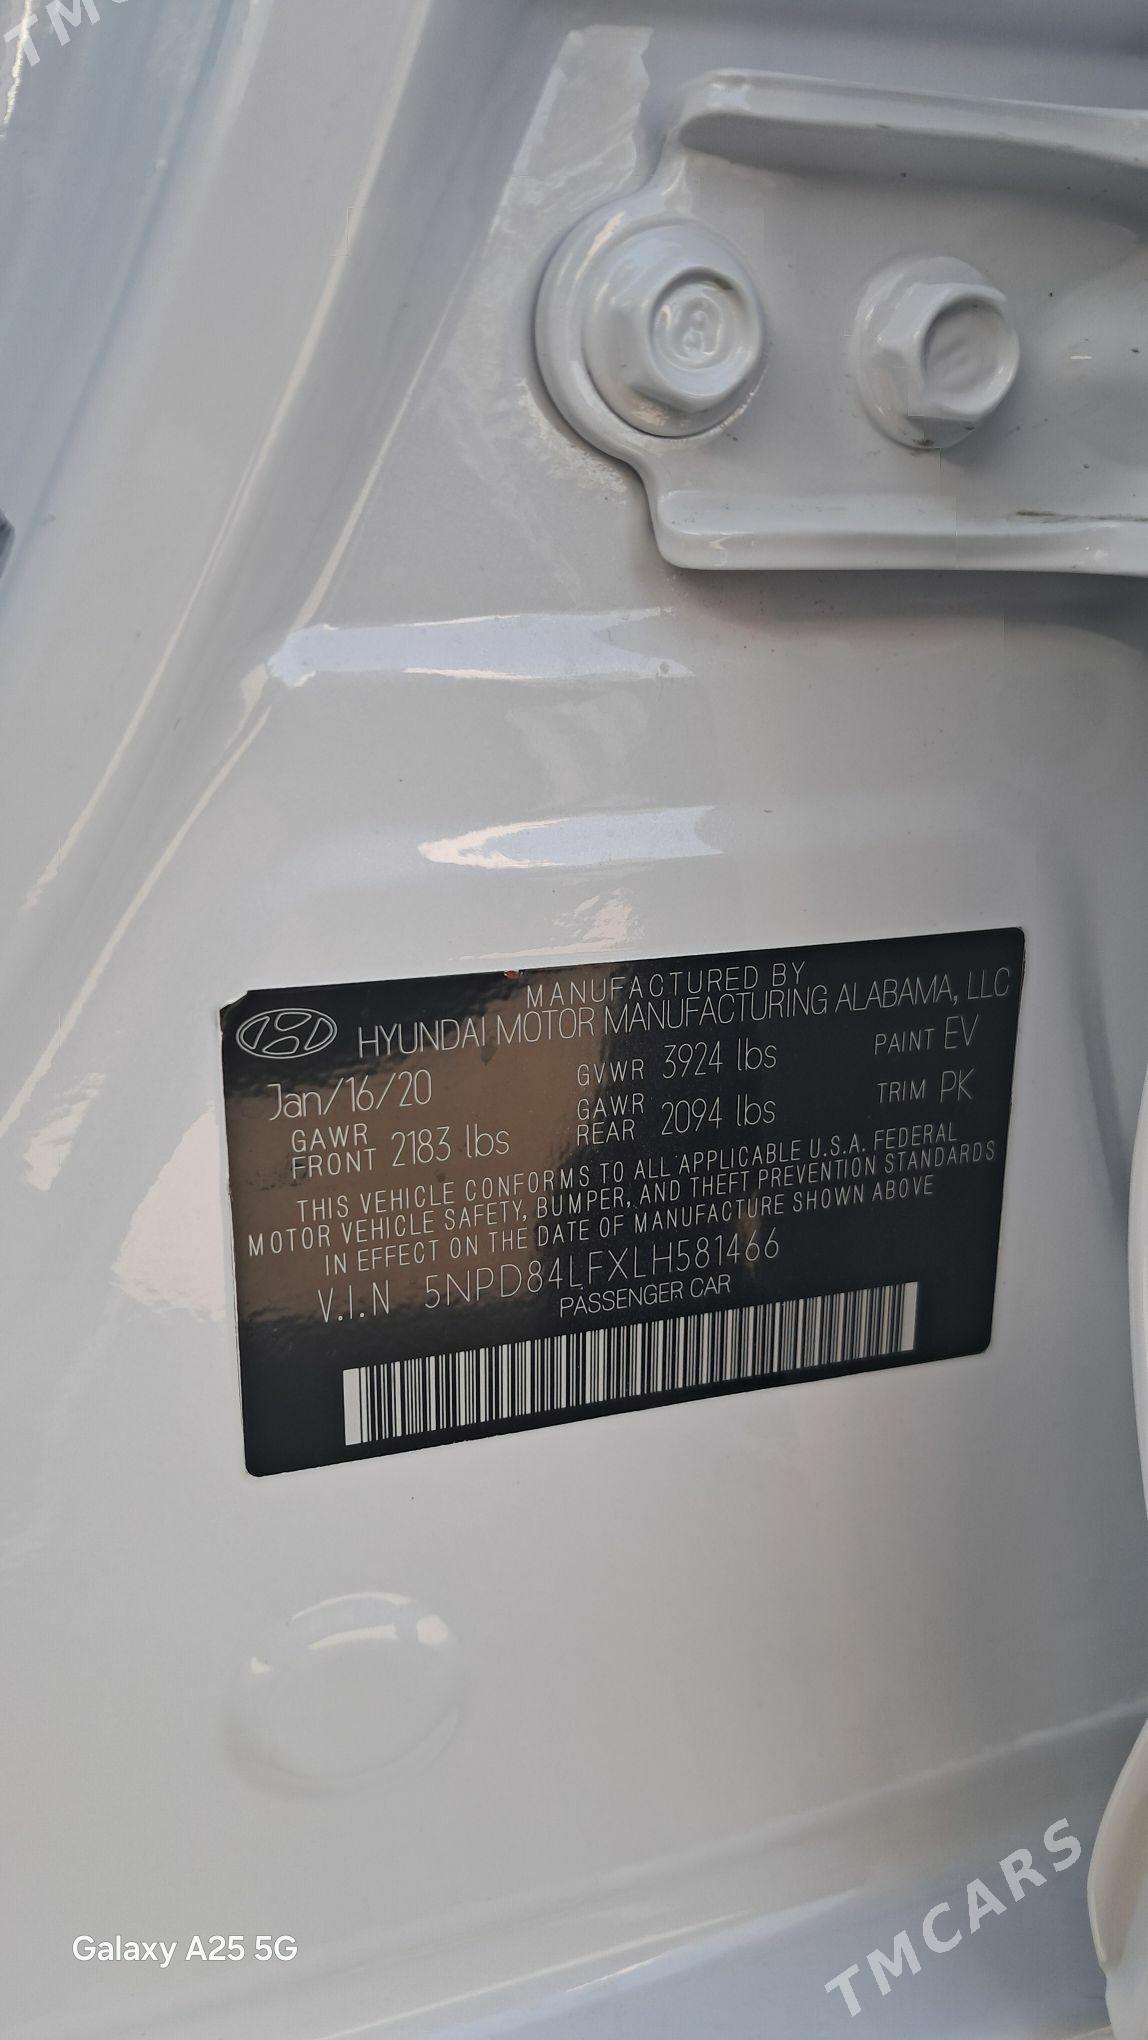 MANUFACTURED BY
HYUNDAI MOTOR MANUFACTURING ALABAMA, LLC
Jan/16/20 GVWR 3924 lbs PAINT EV
GAWR FRONT 2183 lbs GAWR REAR 2094 lbs TRIM PK
THIS VEHICLE CONFORMS TO ALL APPLICABLE U.S.A. FEDERAL
MOTOR VEHICLE SAFETY, BUMPER, AND THEFT PREVENTION STANDARDS
IN EFFECT ON THE DATE OF MANUFACTURE SHOWN ABOVE
V.I.N 5NPD84LFXLH581466
PASSENGER CAR
Galaxy A25 5G
TMCARS